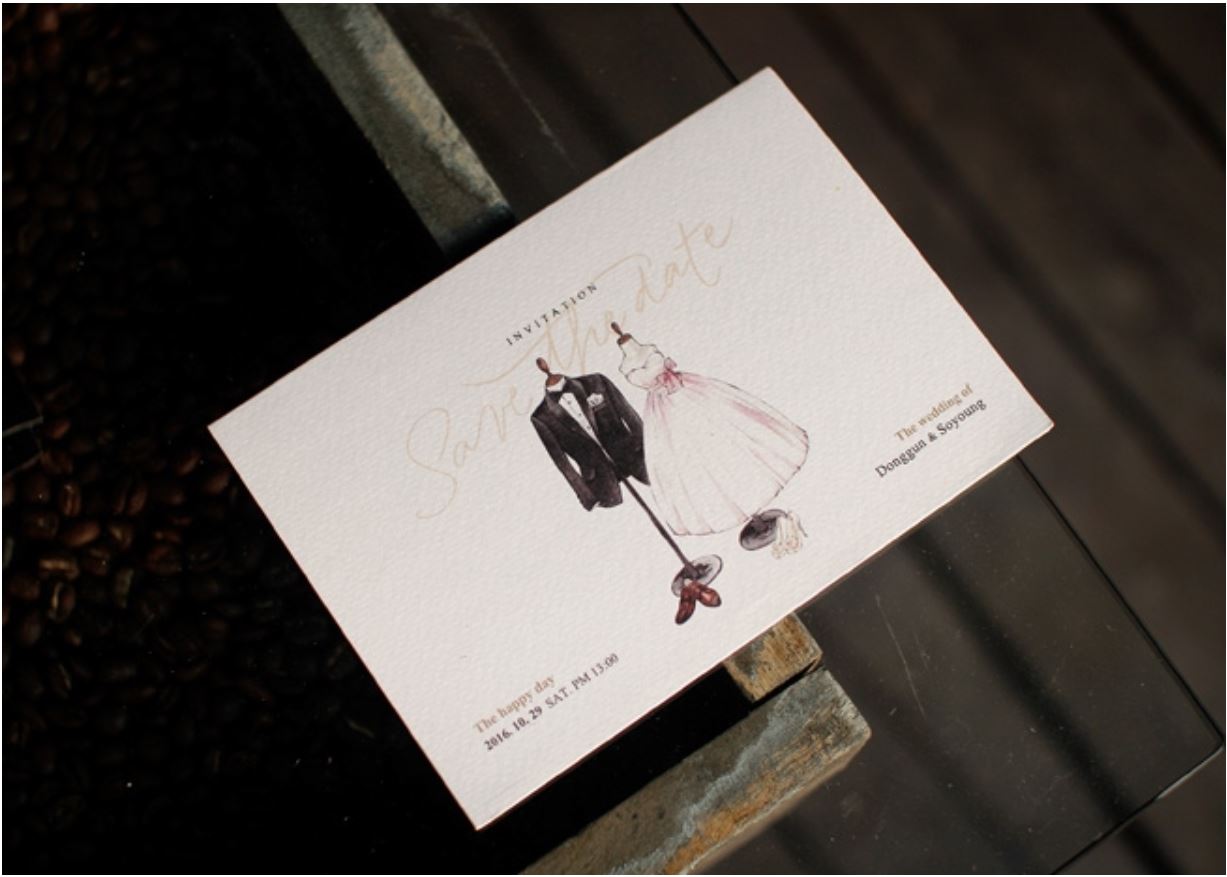 INVITATION
Save the date
The wedding of
Donggun & Soyoung
The happy day
2016. 10. 29 SAT. PM 13:00